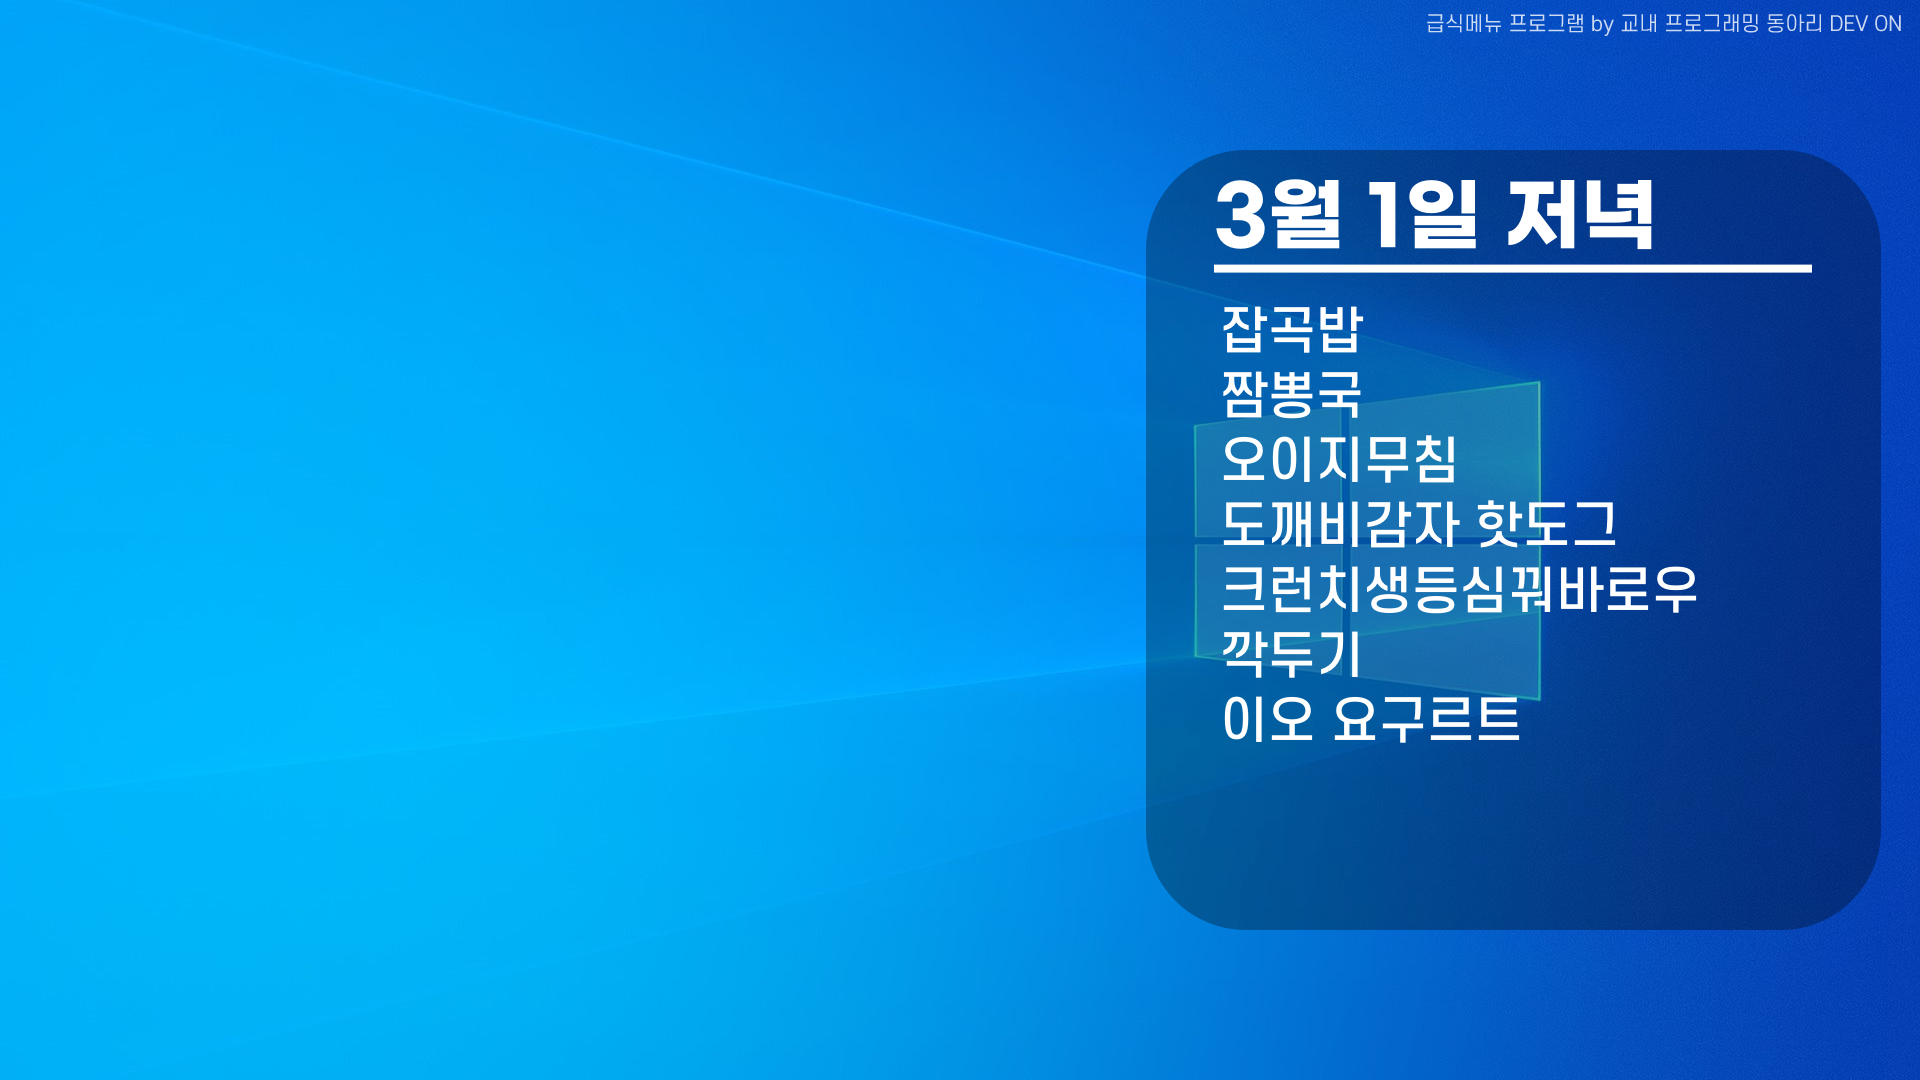 급식메뉴 프로그램 by 교내 프로그래밍 동아리 DEV ON
3월 1일 저녁
잡곡밥
짬뽕국
오이지무침
도깨비감자 핫도그
크런치생등심꿔바로우
깍두기
이오 요구르트